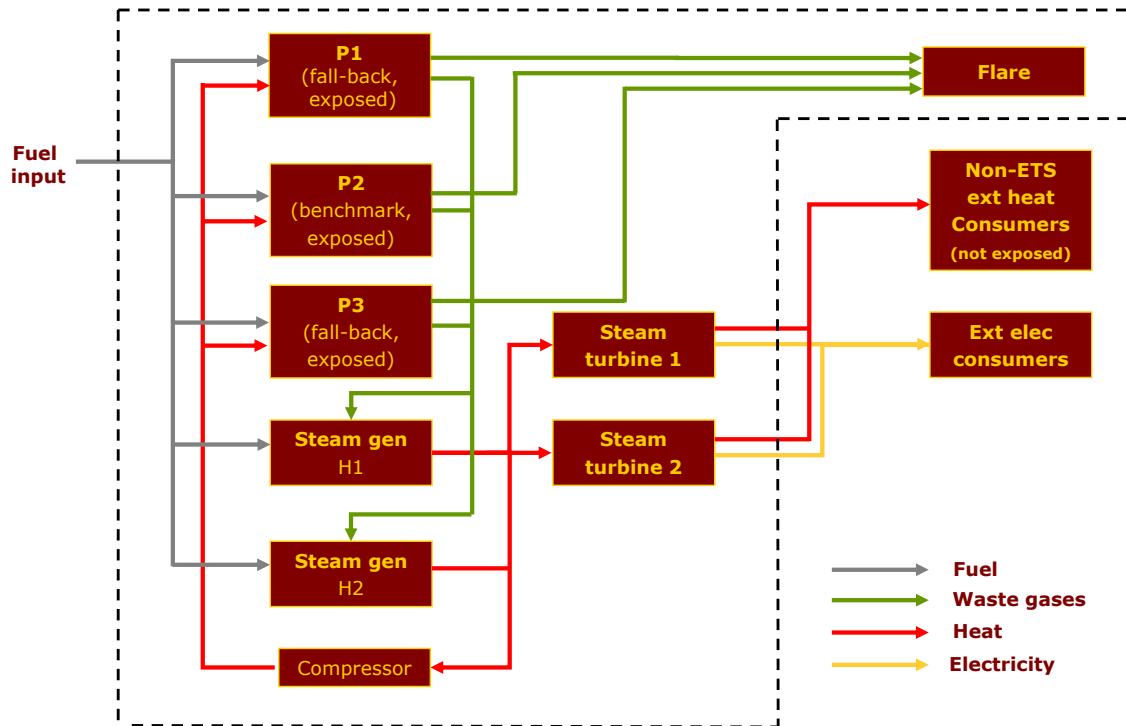 P1
(fall-back,
exposed)
Flare
Fuel
input
P2
(benchmark,
exposed)
Non-ETS
ext heat
Consumers
(not exposed)
P3
(fall-back,
exposed)
Steam
turbine 1
Ext elec
consumers
Steam gen
H1
Steam
turbine 2
Steam gen
H2
Fuel
Waste gases
Heat
Electricity
Compressor